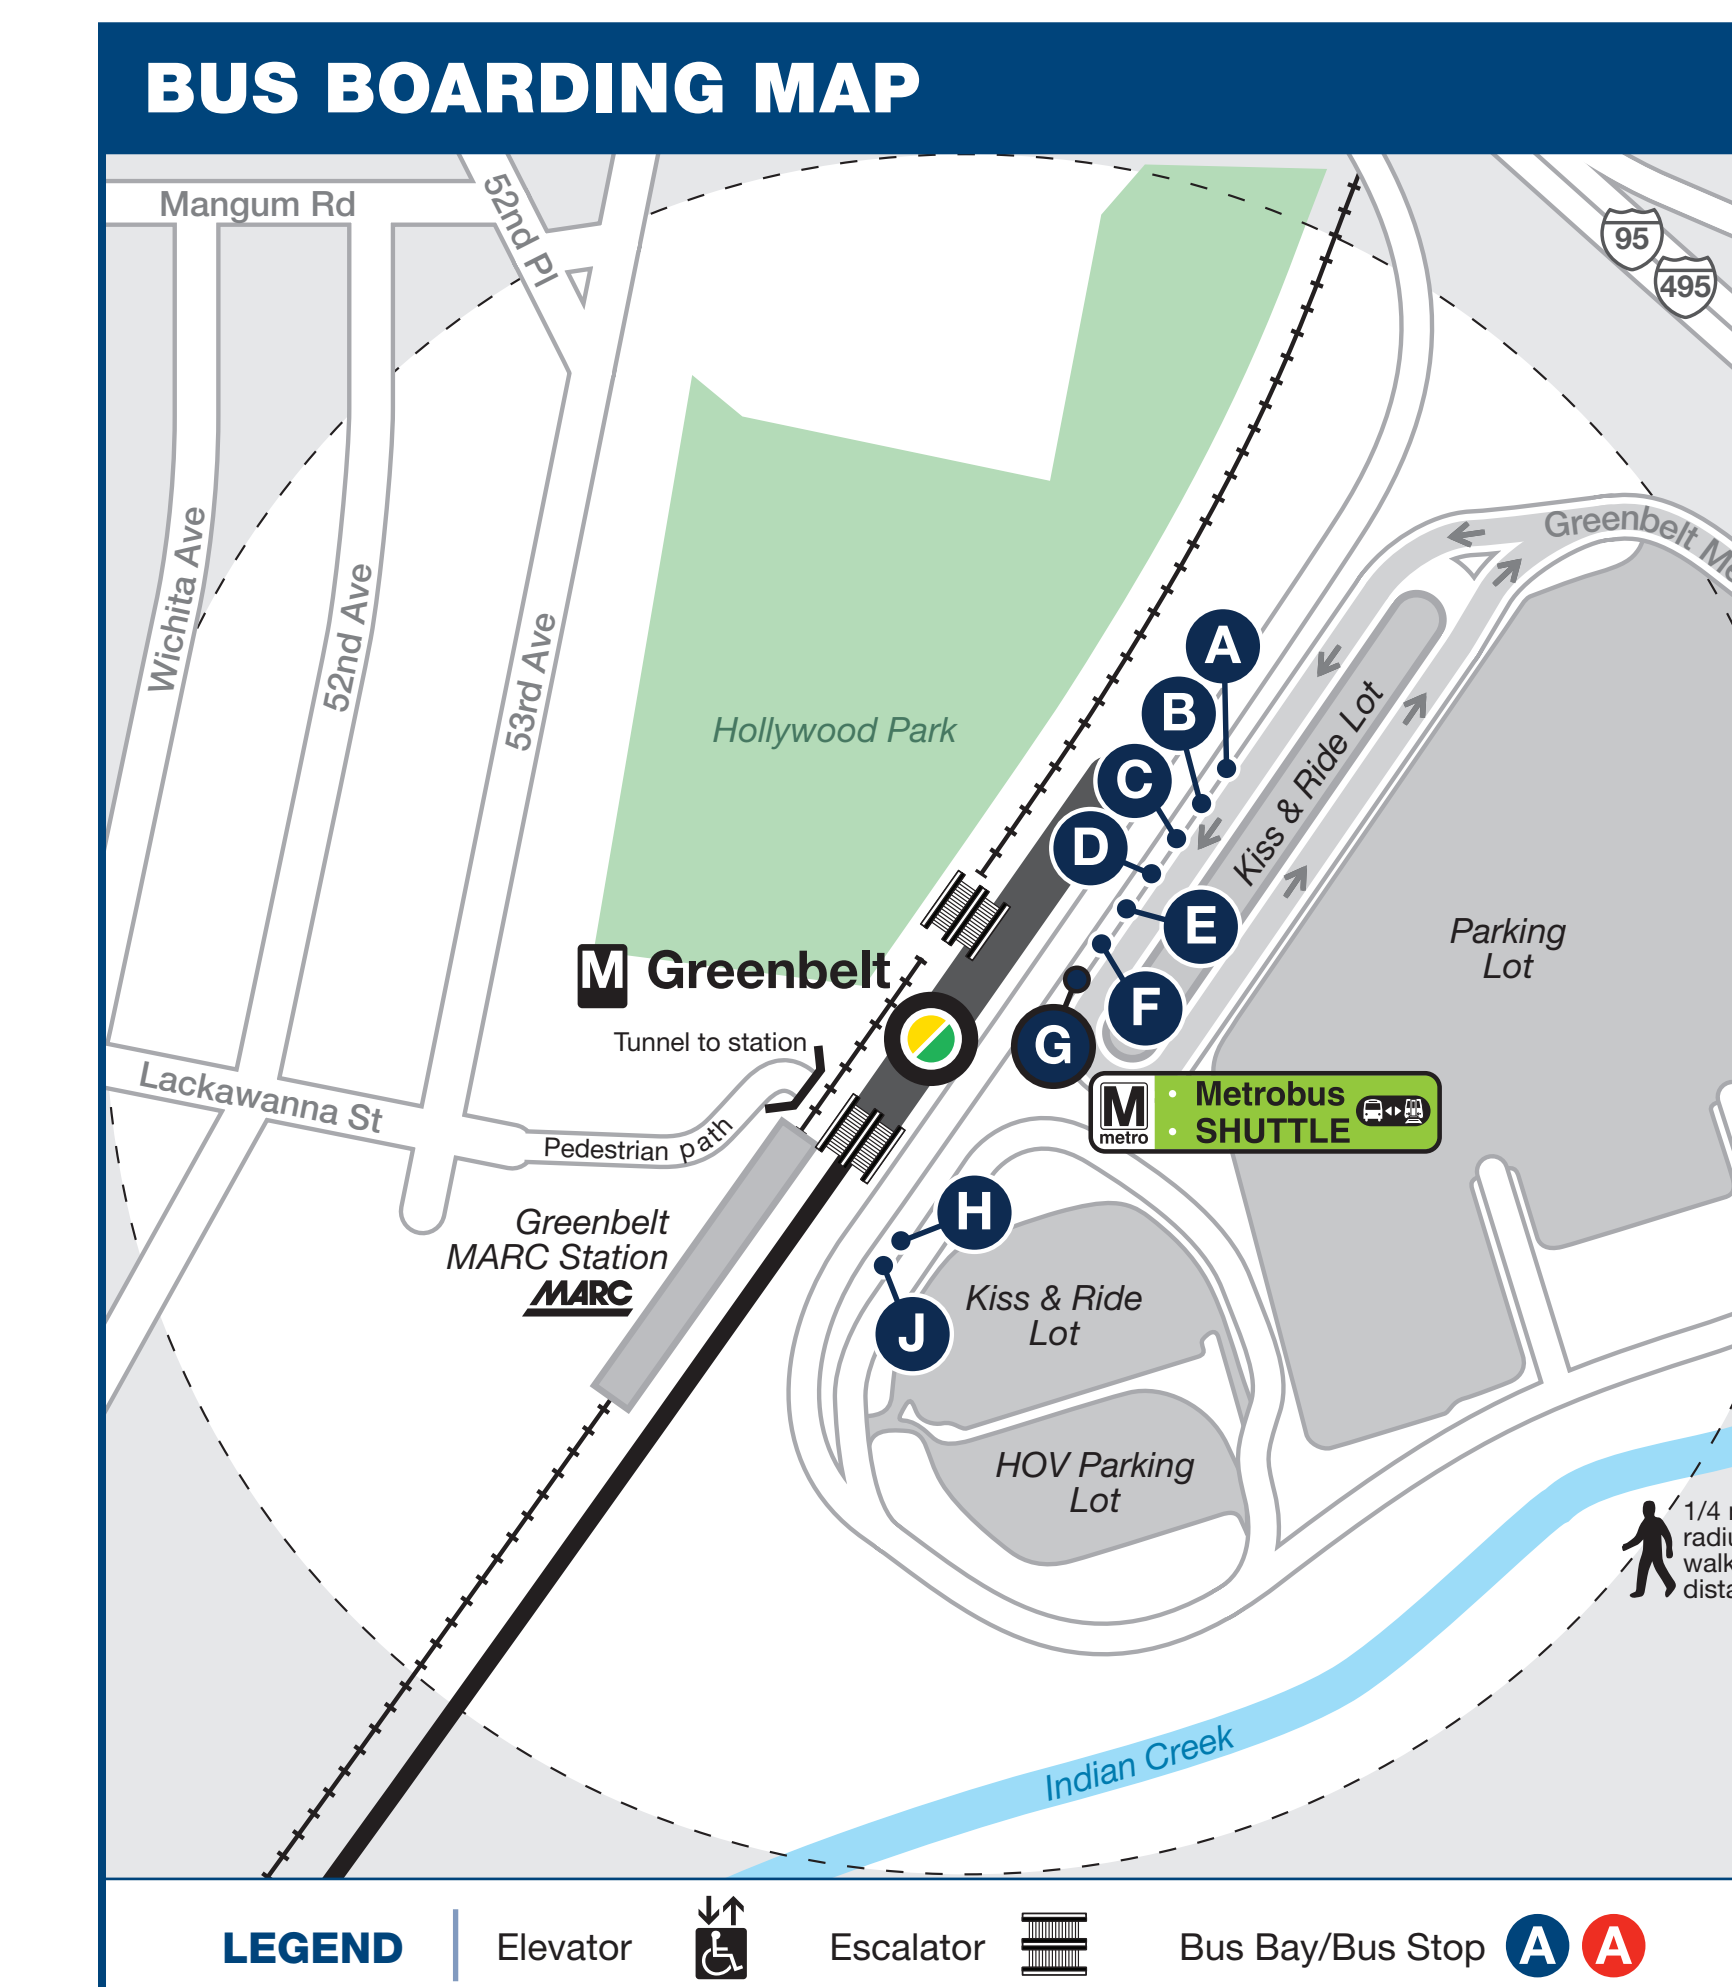 BUS BOARDING MAP
Mangum Rd
52nd Pl
95
495
Greenbelt
Wichita Ave
52nd Ave
53rd Ave
Hollywood Park
A
B
C
D
E
F
G
Kiss & Ride Lot
Parking
Lot
M Greenbelt
Tunnel to station
Lackawanna St
Pedestrian path
M
metro
• Metrobus
• SHUTTLE
Greenbelt
MARC Station
MARC
H
J
Kiss & Ride
Lot
HOV Parking
Lot
1/4
Indian Creek
LEGEND
Elevator
Escalator
Bus Bay/Bus Stop A A